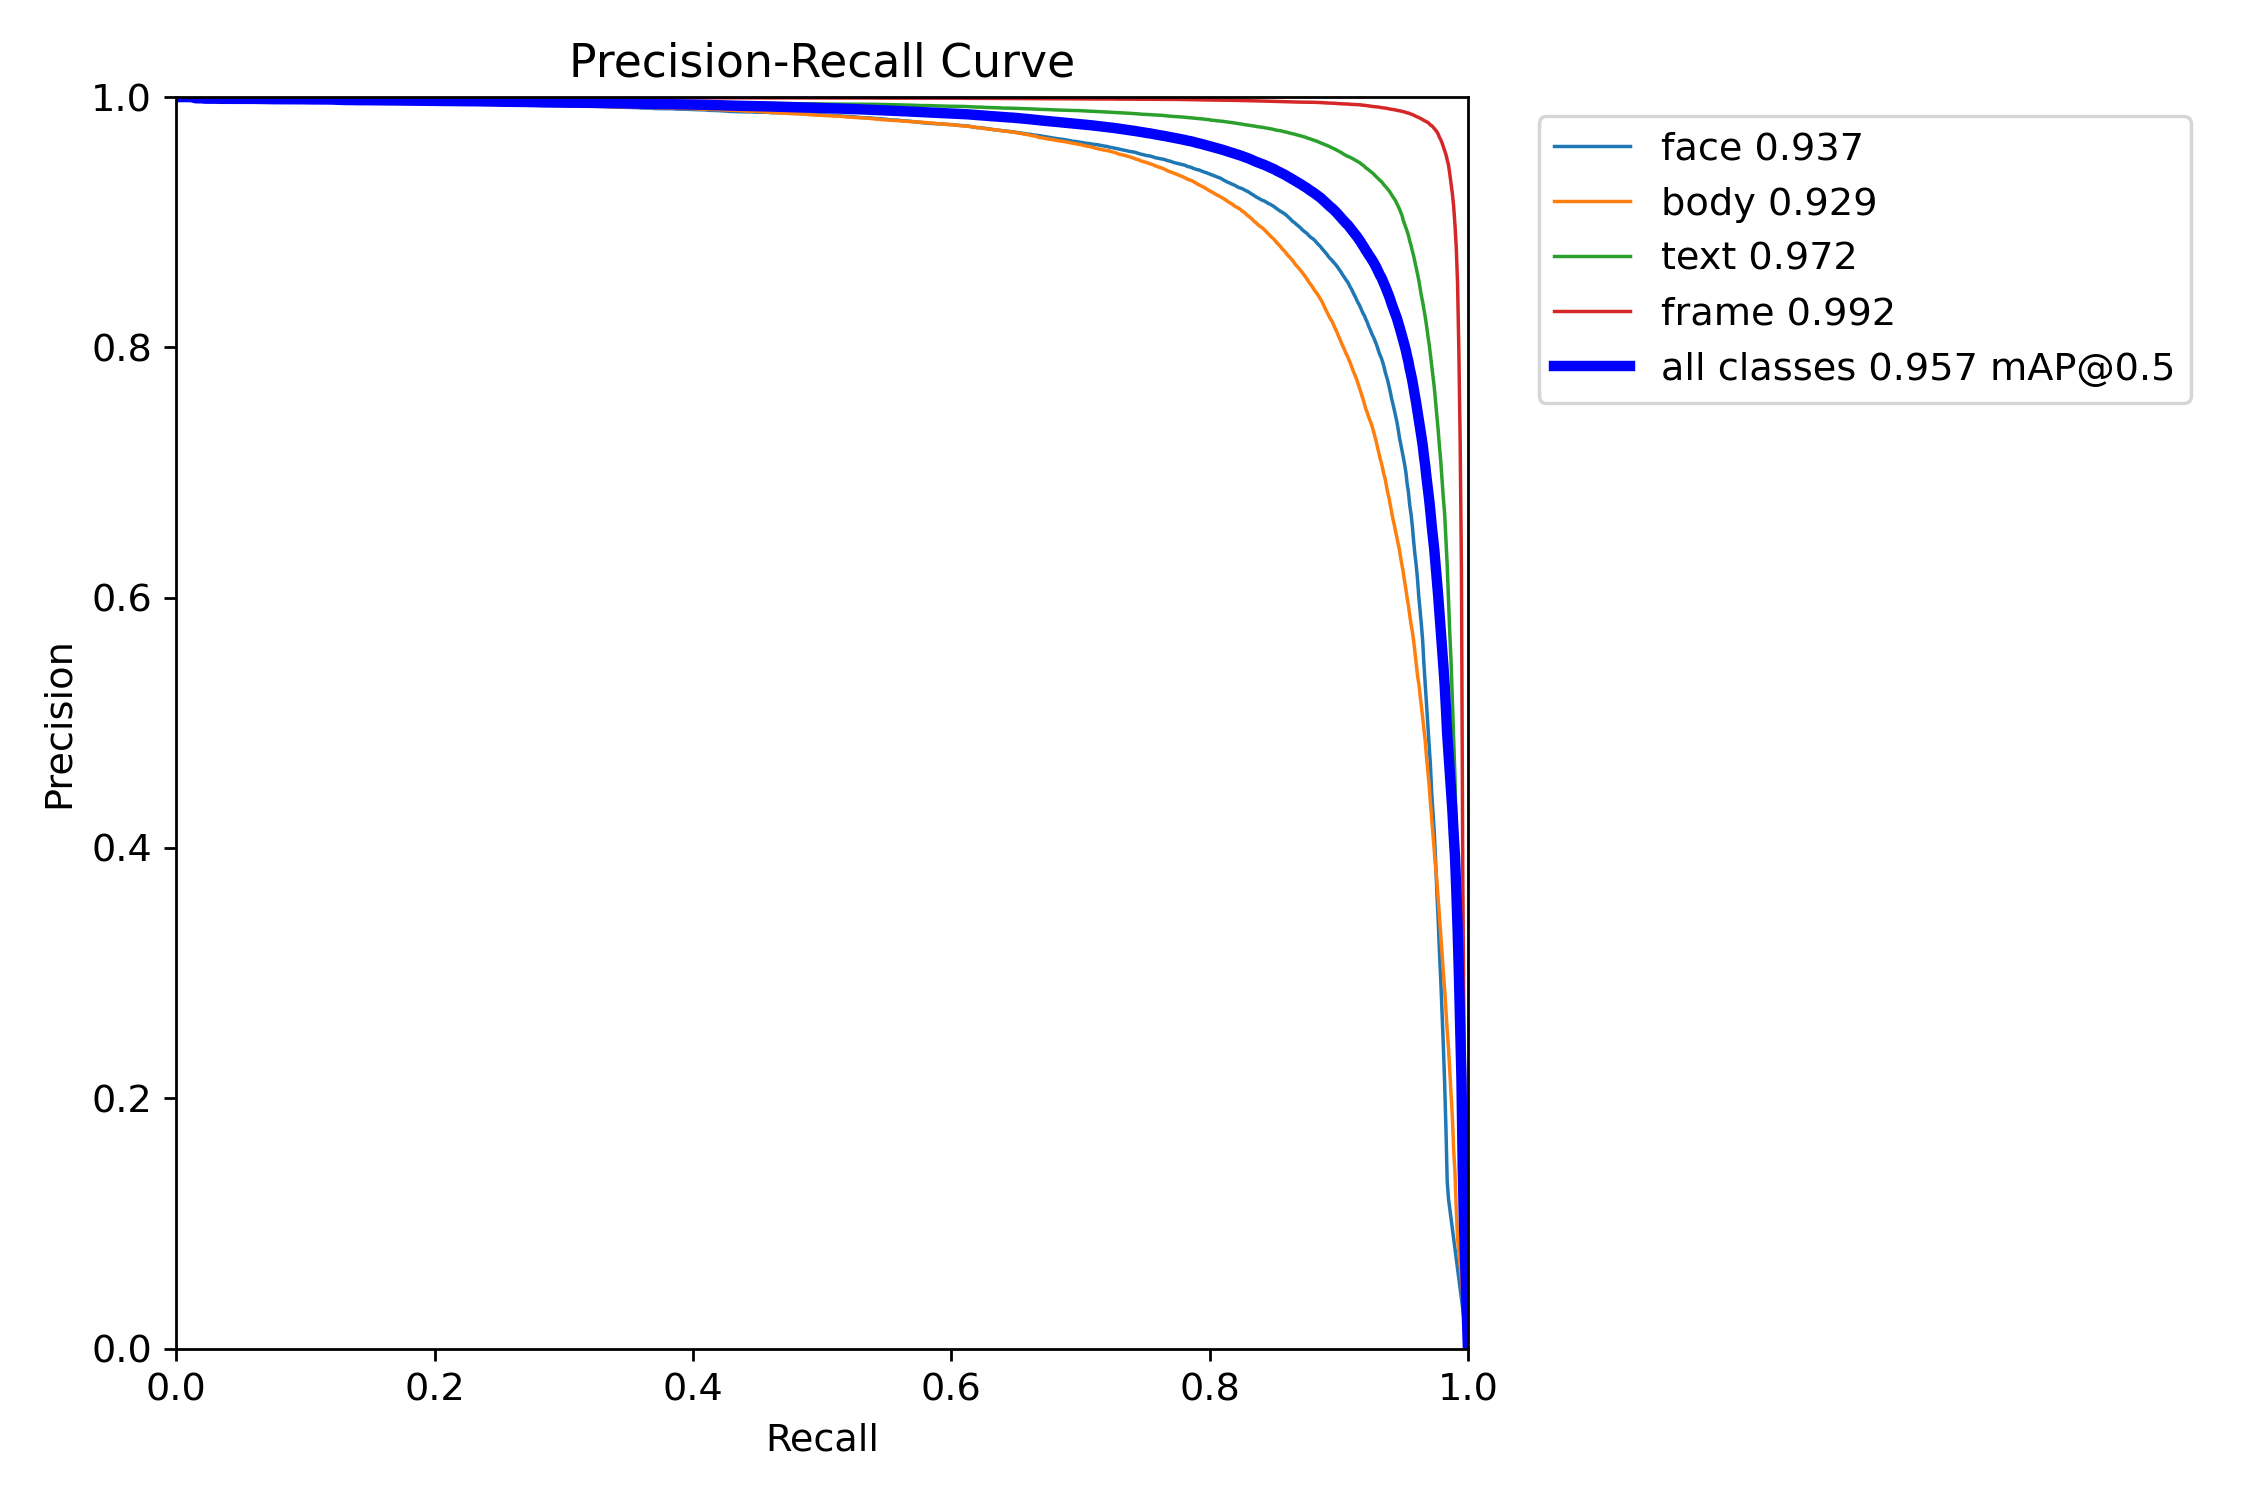 Precision-Recall Curve
1.0
0.8
0.6
0.4
0.2
0.0
Precision
0.0 0.2 0.4 0.6 0.8 1.0
Recall
face 0.937
body 0.929
text 0.972
frame 0.992
all classes 0.957 mAP@0.5